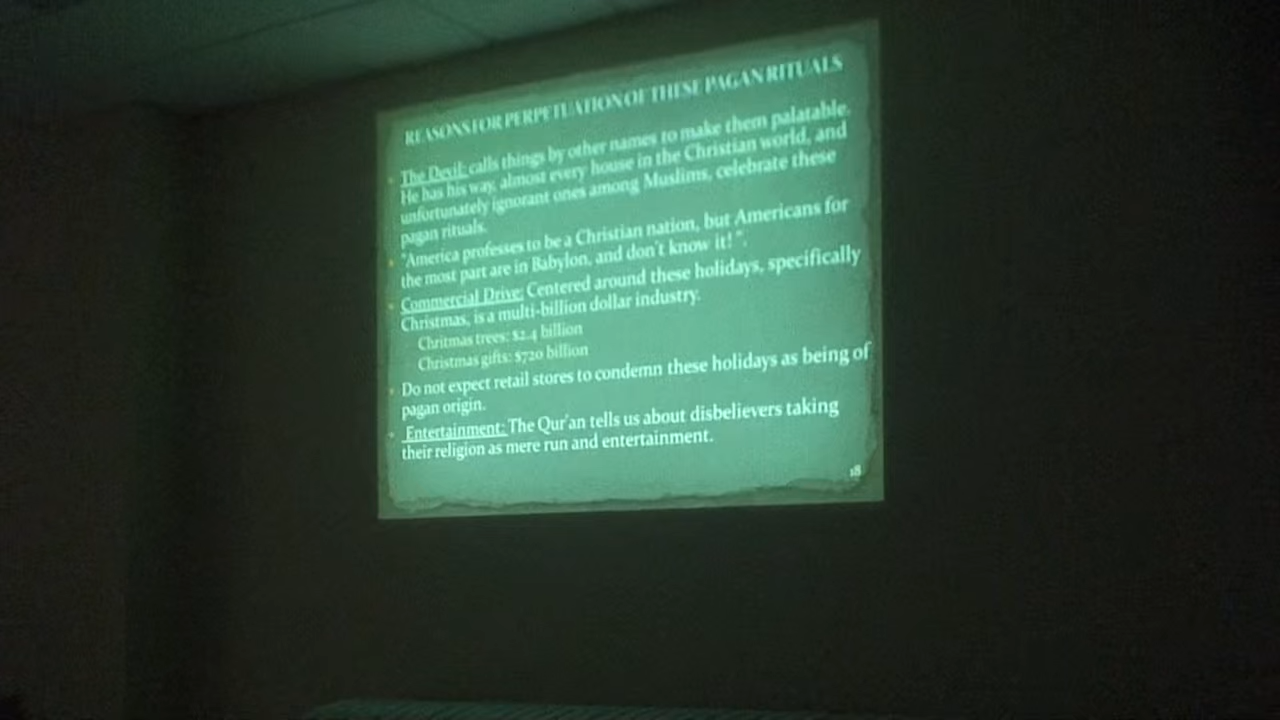 REASONS FOR PERPETUATION OF THESE PAGAN RITUALS
The Devil: calls things by other names to make them palatable.
He has his way, almost every house in the Christian world, and
unfortunately ignorant ones among Muslims, celebrate these
pagan rituals.
"America professes to be a Christian nation, but Americans for
the most part are in Babylon, and don't know it!".
Commercial Drive: Centered around these holidays, specifically
Christmas, is a multi-billion dollar industry.
Chritmas trees: $2.4 billion
Christmas gifts: $720 billion
Do not expect retail stores to condemn these holidays as being of
pagan origin.
Entertainment: The Qur'an tells us about disbelievers taking
their religion as mere run and entertainment.
18